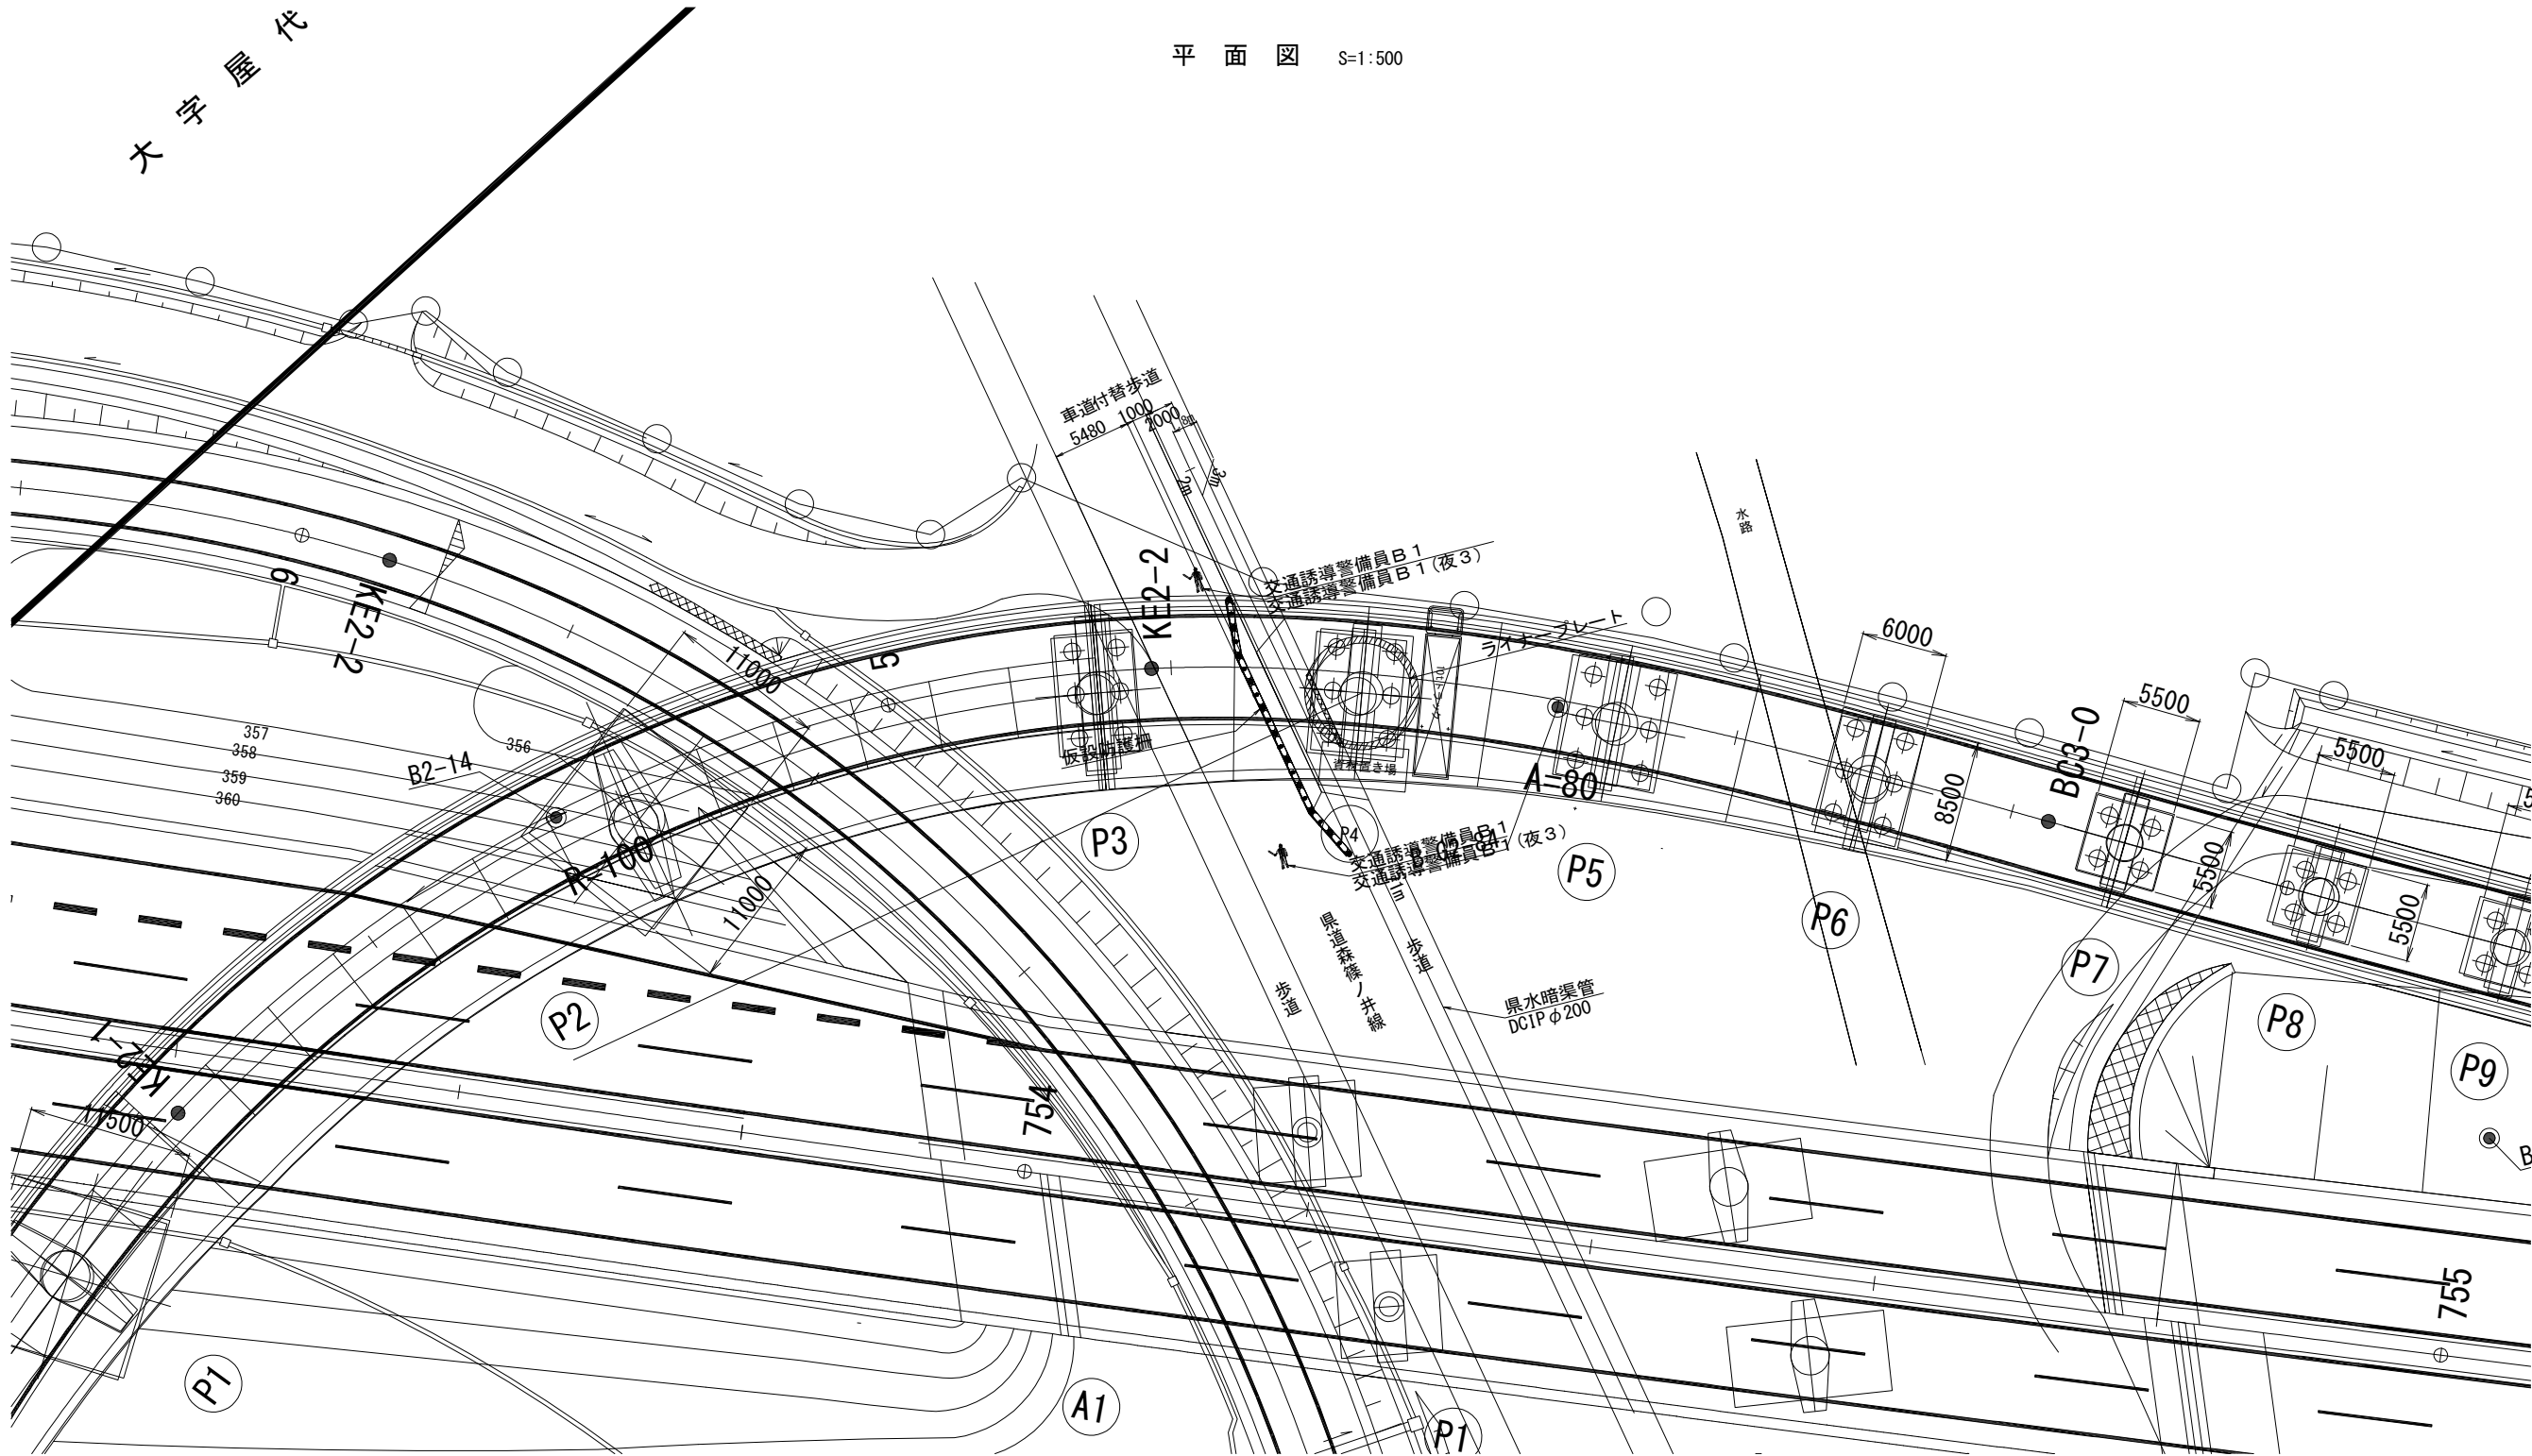 平面図 S=1:500
大字屋代
車道付替歩道
5480
1000
2000
2m
3m
交通誘導警備員B1
交通誘導警備員B1(夜3)
ライナープレート
水路
KE2-2
KE2-2
6
5
11000
6000
5500
BC3-0
5500
8500
5500
5500
357
358
359
360
356
B2-14
仮設防護柵
資材置き場
A=80
R=100
11000
P3
P4
交通誘導警備員B1
交通誘導警備員B1(夜3)
P5
P6
P7
P8
P9
県道森篠ノ井線
歩道
歩道
県水暗渠管
DCIPφ200
P2
KE2-1
11500
754
755
P1
A1
P1